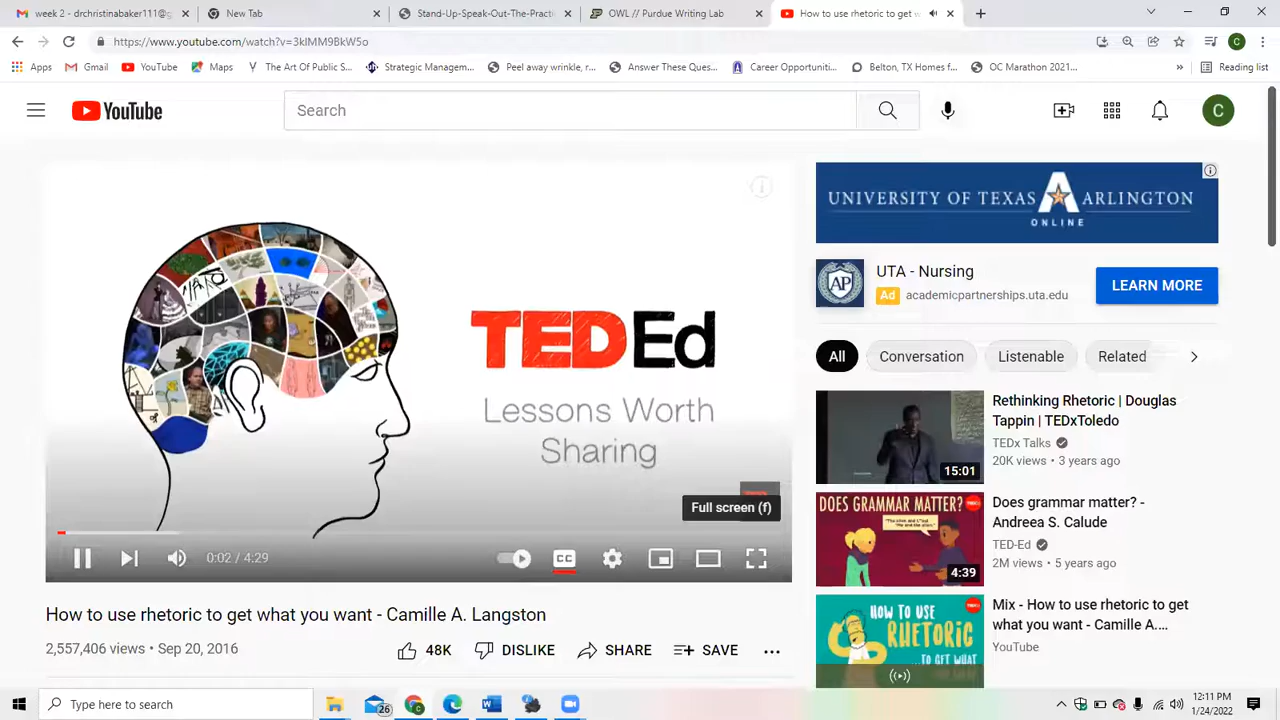 week 2 - christinabaker111@g
New Tab
Stand-Up-Speak-Out-The-Practi
OWL // Purdue Writing Lab
How to use rhetoric to get w
https://www.youtube.com/watch?v=3klMM9BkW5o
Apps
Gmail
YouTube
Maps
The Art Of Public S...
Strategic Managem...
Peel away wrinkle, r...
Answer These Que...
Career Opportuniti...
Belton, TX Homes f...
OC Marathon 2021...
»
Reading list
YouTube
Search
C
TEDEd
Lessons Worth
Sharing
Full screen (f)
0:02 / 4:29
CC
How to use rhetoric to get what you want - Camille A. Langston
2,557,406 views • Sep 20, 2016
48K
DISLIKE
SHARE
SAVE
UNIVERSITY OF TEXAS ARLINGTON
ONLINE
AP
UTA - Nursing
Ad academicpartnerships.uta.edu
LEARN MORE
All
Conversation
Listenable
Related
15:01
Rethinking Rhetoric | Douglas
Tappin | TEDxToledo
TEDx Talks
20K views • 3 years ago
DOES GRAMMAR MATTER?
4:39
Does grammar matter? -
Andreea S. Calude
TED-Ed
2M views • 5 years ago
HOW TO USE
RHETORIC
...TO GET WHAT
Mix - How to use rhetoric to get
what you want - Camille A....
YouTube
Type here to search
26
12:11 PM
1/24/2022